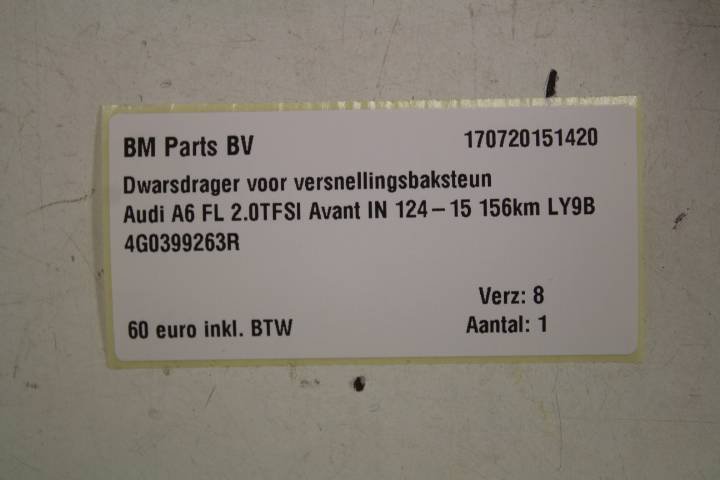 BM Parts BV 170720151420
Dwarsdrager voor versnellingsbaksteun
Audi A6 FL 2.0TFSI Avant IN 124-15 156km LY9B
4G0399263R
Verz: 8
60 euro inkl. BTW Aantal: 1